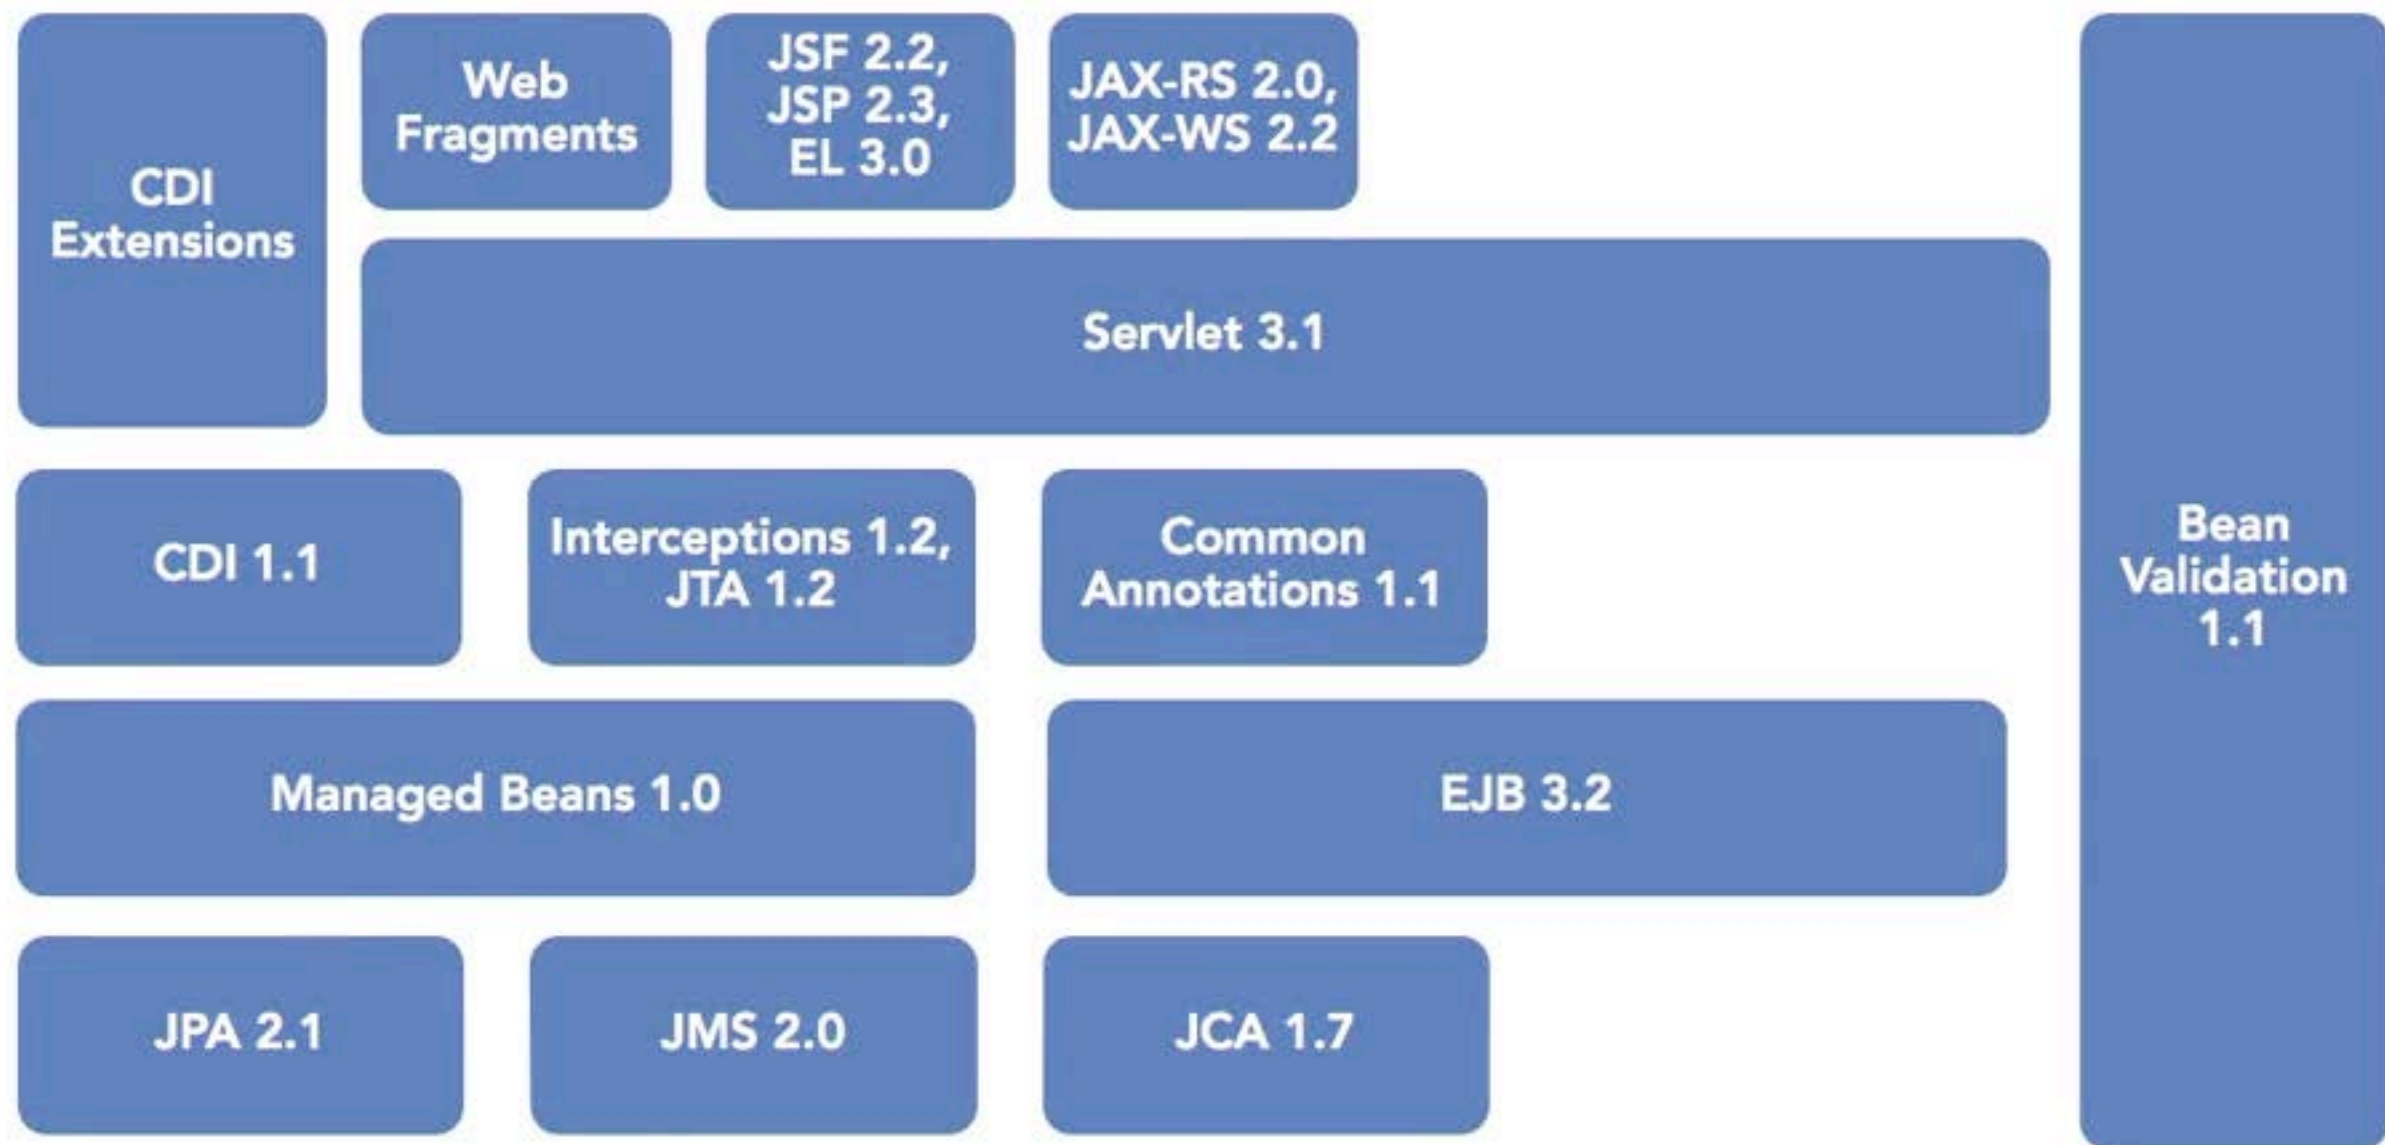 CDI
Extensions
Web
Fragments
JSF 2.2,
JSP 2.3,
EL 3.0
JAX-RS 2.0,
JAX-WS 2.2
Servlet 3.1
CDI 1.1
Interceptions 1.2,
JTA 1.2
Common
Annotations 1.1
Managed Beans 1.0
EJB 3.2
JPA 2.1
JMS 2.0
JCA 1.7
Bean
Validation
1.1